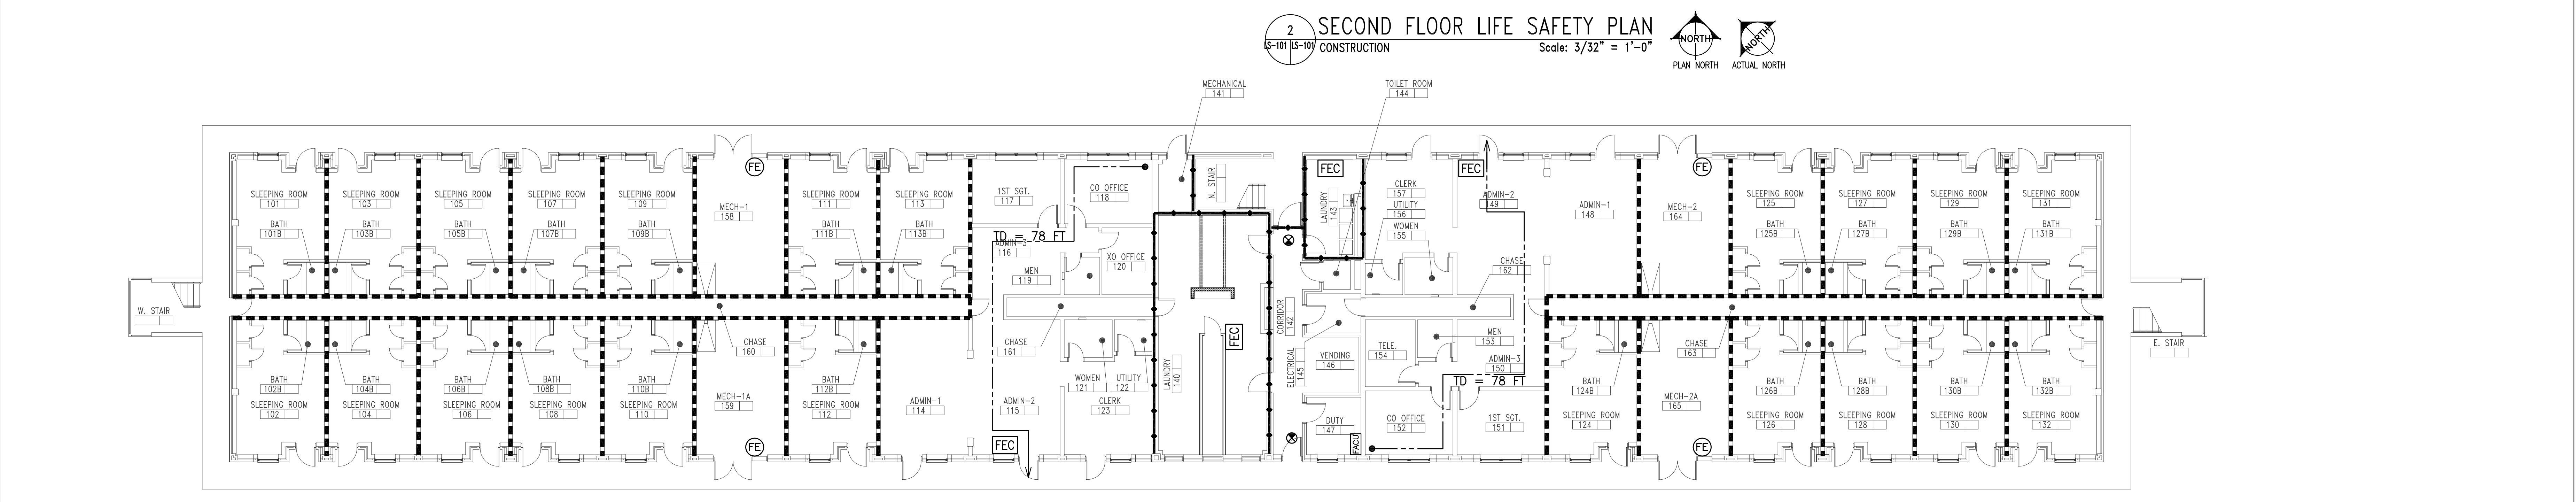 2
SECOND FLOOR LIFE SAFETY PLAN
LS-101
LS-101
CONSTRUCTION
Scale: 3/32" = 1'-0"
NORTH
PLAN NORTH
NORTH
ACTUAL NORTH
MECHANICAL
141
TOILET ROOM
144
SLEEPING ROOM
101
SLEEPING ROOM
103
SLEEPING ROOM
105
SLEEPING ROOM
107
SLEEPING ROOM
109
FE
MECH-1
158
SLEEPING ROOM
111
SLEEPING ROOM
113
1ST SGT.
117
CO OFFICE
118
N. STAIR
FEC
LAUNDRY
143
CLERK
157
UTILITY
156
WOMEN
155
FEC
ADMIN-2
149
ADMIN-1
148
FE
MECH-2
164
SLEEPING ROOM
125
SLEEPING ROOM
127
SLEEPING ROOM
129
SLEEPING ROOM
131
BATH
101B
BATH
103B
BATH
105B
BATH
107B
BATH
109B
BATH
111B
BATH
113B
TD = 78 FT
ADMIN-3
116
MEN
119
XO OFFICE
120
CHASE
162
BATH
125B
BATH
127B
BATH
129B
BATH
131B
W. STAIR
CHASE
160
CHASE
161
FEC
CORRIDOR
142
CHASE
163
E. STAIR
BATH
102B
BATH
104B
BATH
106B
BATH
108B
BATH
110B
BATH
112B
WOMEN
121
UTILITY
122
LAUNDRY
140
ELECTRICAL
145
VENDING
146
TELE.
154
MEN
153
ADMIN-3
150
TD = 78 FT
BATH
124B
BATH
126B
BATH
128B
BATH
130B
BATH
132B
SLEEPING ROOM
102
SLEEPING ROOM
104
SLEEPING ROOM
106
SLEEPING ROOM
108
SLEEPING ROOM
110
MECH-1A
159
FE
SLEEPING ROOM
112
ADMIN-1
114
ADMIN-2
115
FEC
CLERK
123
DUTY
147
FACU
CO OFFICE
152
1ST SGT.
151
SLEEPING ROOM
124
MECH-2A
165
FE
SLEEPING ROOM
126
SLEEPING ROOM
128
SLEEPING ROOM
130
SLEEPING ROOM
132